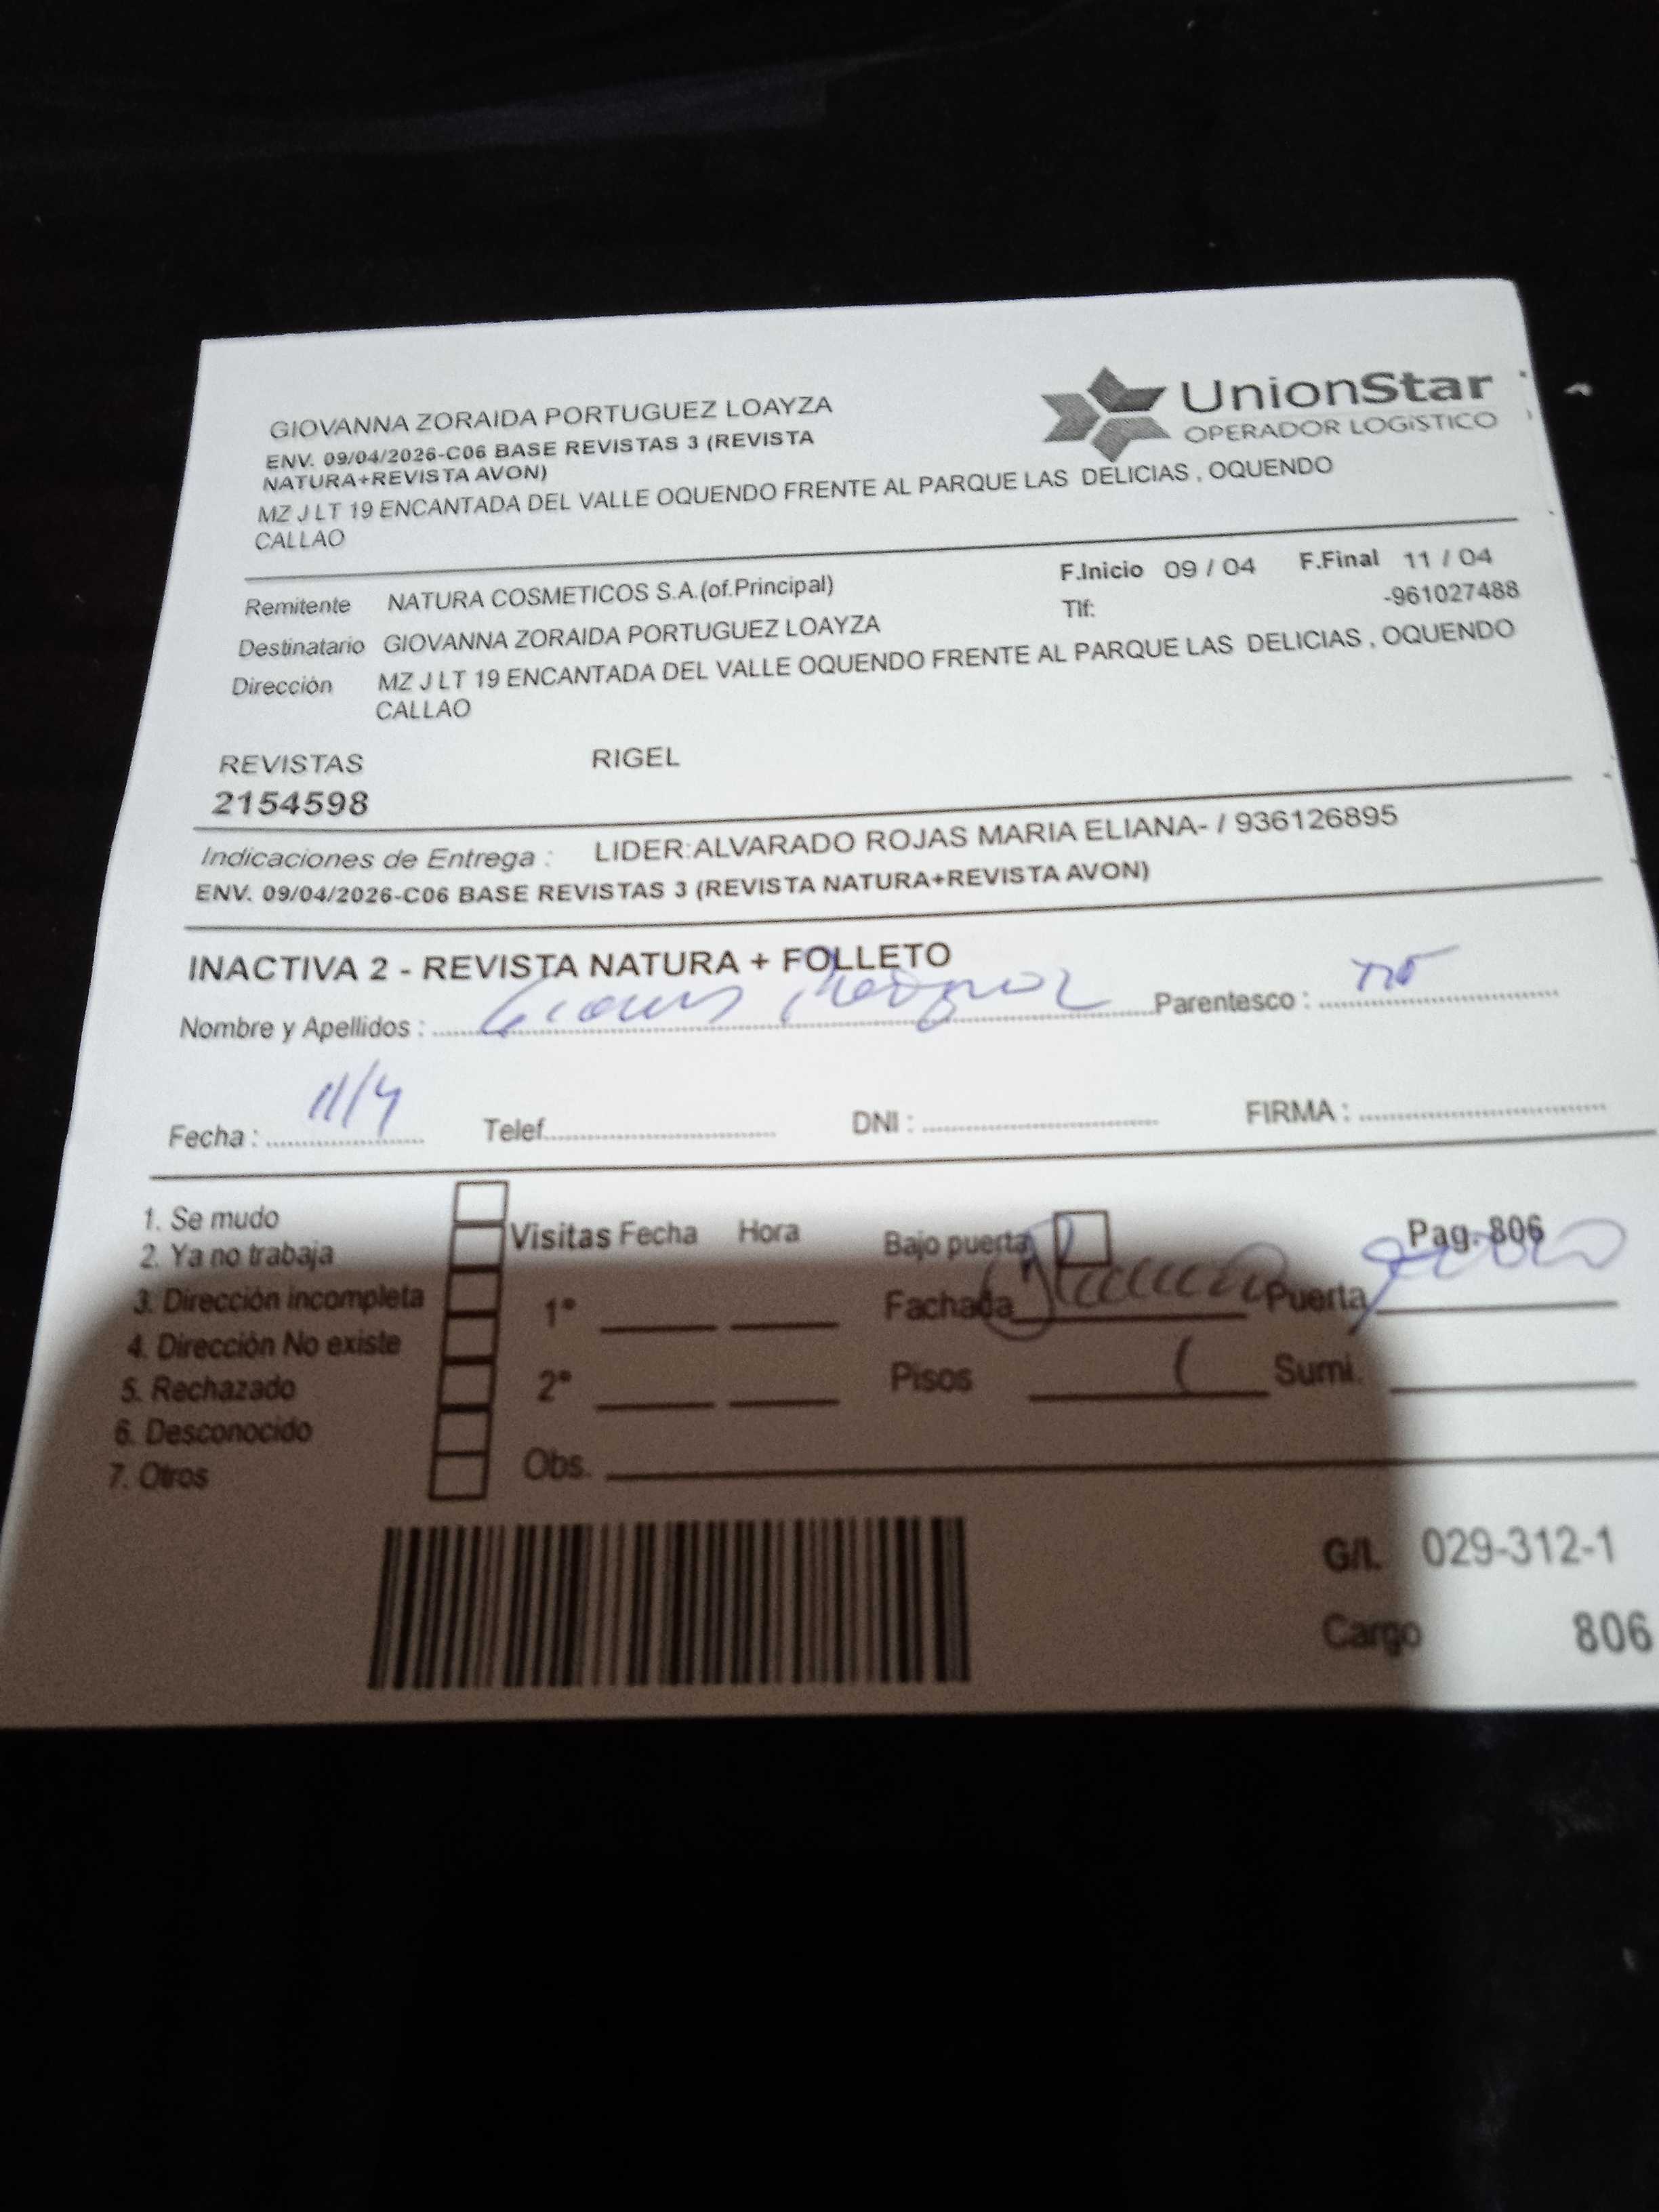 GIOVANNA ZORAIDA PORTUGUEZ LOAYZA
ENV. 09/04/2026-C06 BASE REVISTAS 3 (REVISTA
NATURA+REVISTA AVON)
MZ J LT 19 ENCANTADA DEL VALLE OQUENDO FRENTE AL PARQUE LAS DELICIAS , OQUENDO
CALLAO
UnionStar
OPERADOR LOGÍSTICO
Remitente NATURA COSMETICOS S.A.(of.Principal)
F.Inicio 09 / 04 F.Final 11 / 04
Tlf: -961027488
Destinatario GIOVANNA ZORAIDA PORTUGUEZ LOAYZA
Dirección MZ J LT 19 ENCANTADA DEL VALLE OQUENDO FRENTE AL PARQUE LAS DELICIAS , OQUENDO
CALLAO
REVISTAS RIGEL
2154598
Indicaciones de Entrega : LIDER:ALVARADO ROJAS MARIA ELIANA- / 936126895
ENV. 09/04/2026-C06 BASE REVISTAS 3 (REVISTA NATURA+REVISTA AVON)
INACTIVA 2 - REVISTA NATURA + FOLLETO
Nombre y Apellidos : Parentesco :
Fecha : 11/4 Telef. DNI : FIRMA :
1. Se mudo
2. Ya no trabaja
3. Dirección incompleta
4. Dirección No existe
5. Rechazado
6. Desconocido
7. Otros
Visitas Fecha Hora
1°
2°
Obs.
Bajo puerta Pag. 806
Fachada Puerta
Pisos 1 Sumi.
G/I. 029-312-1
Cargo 806